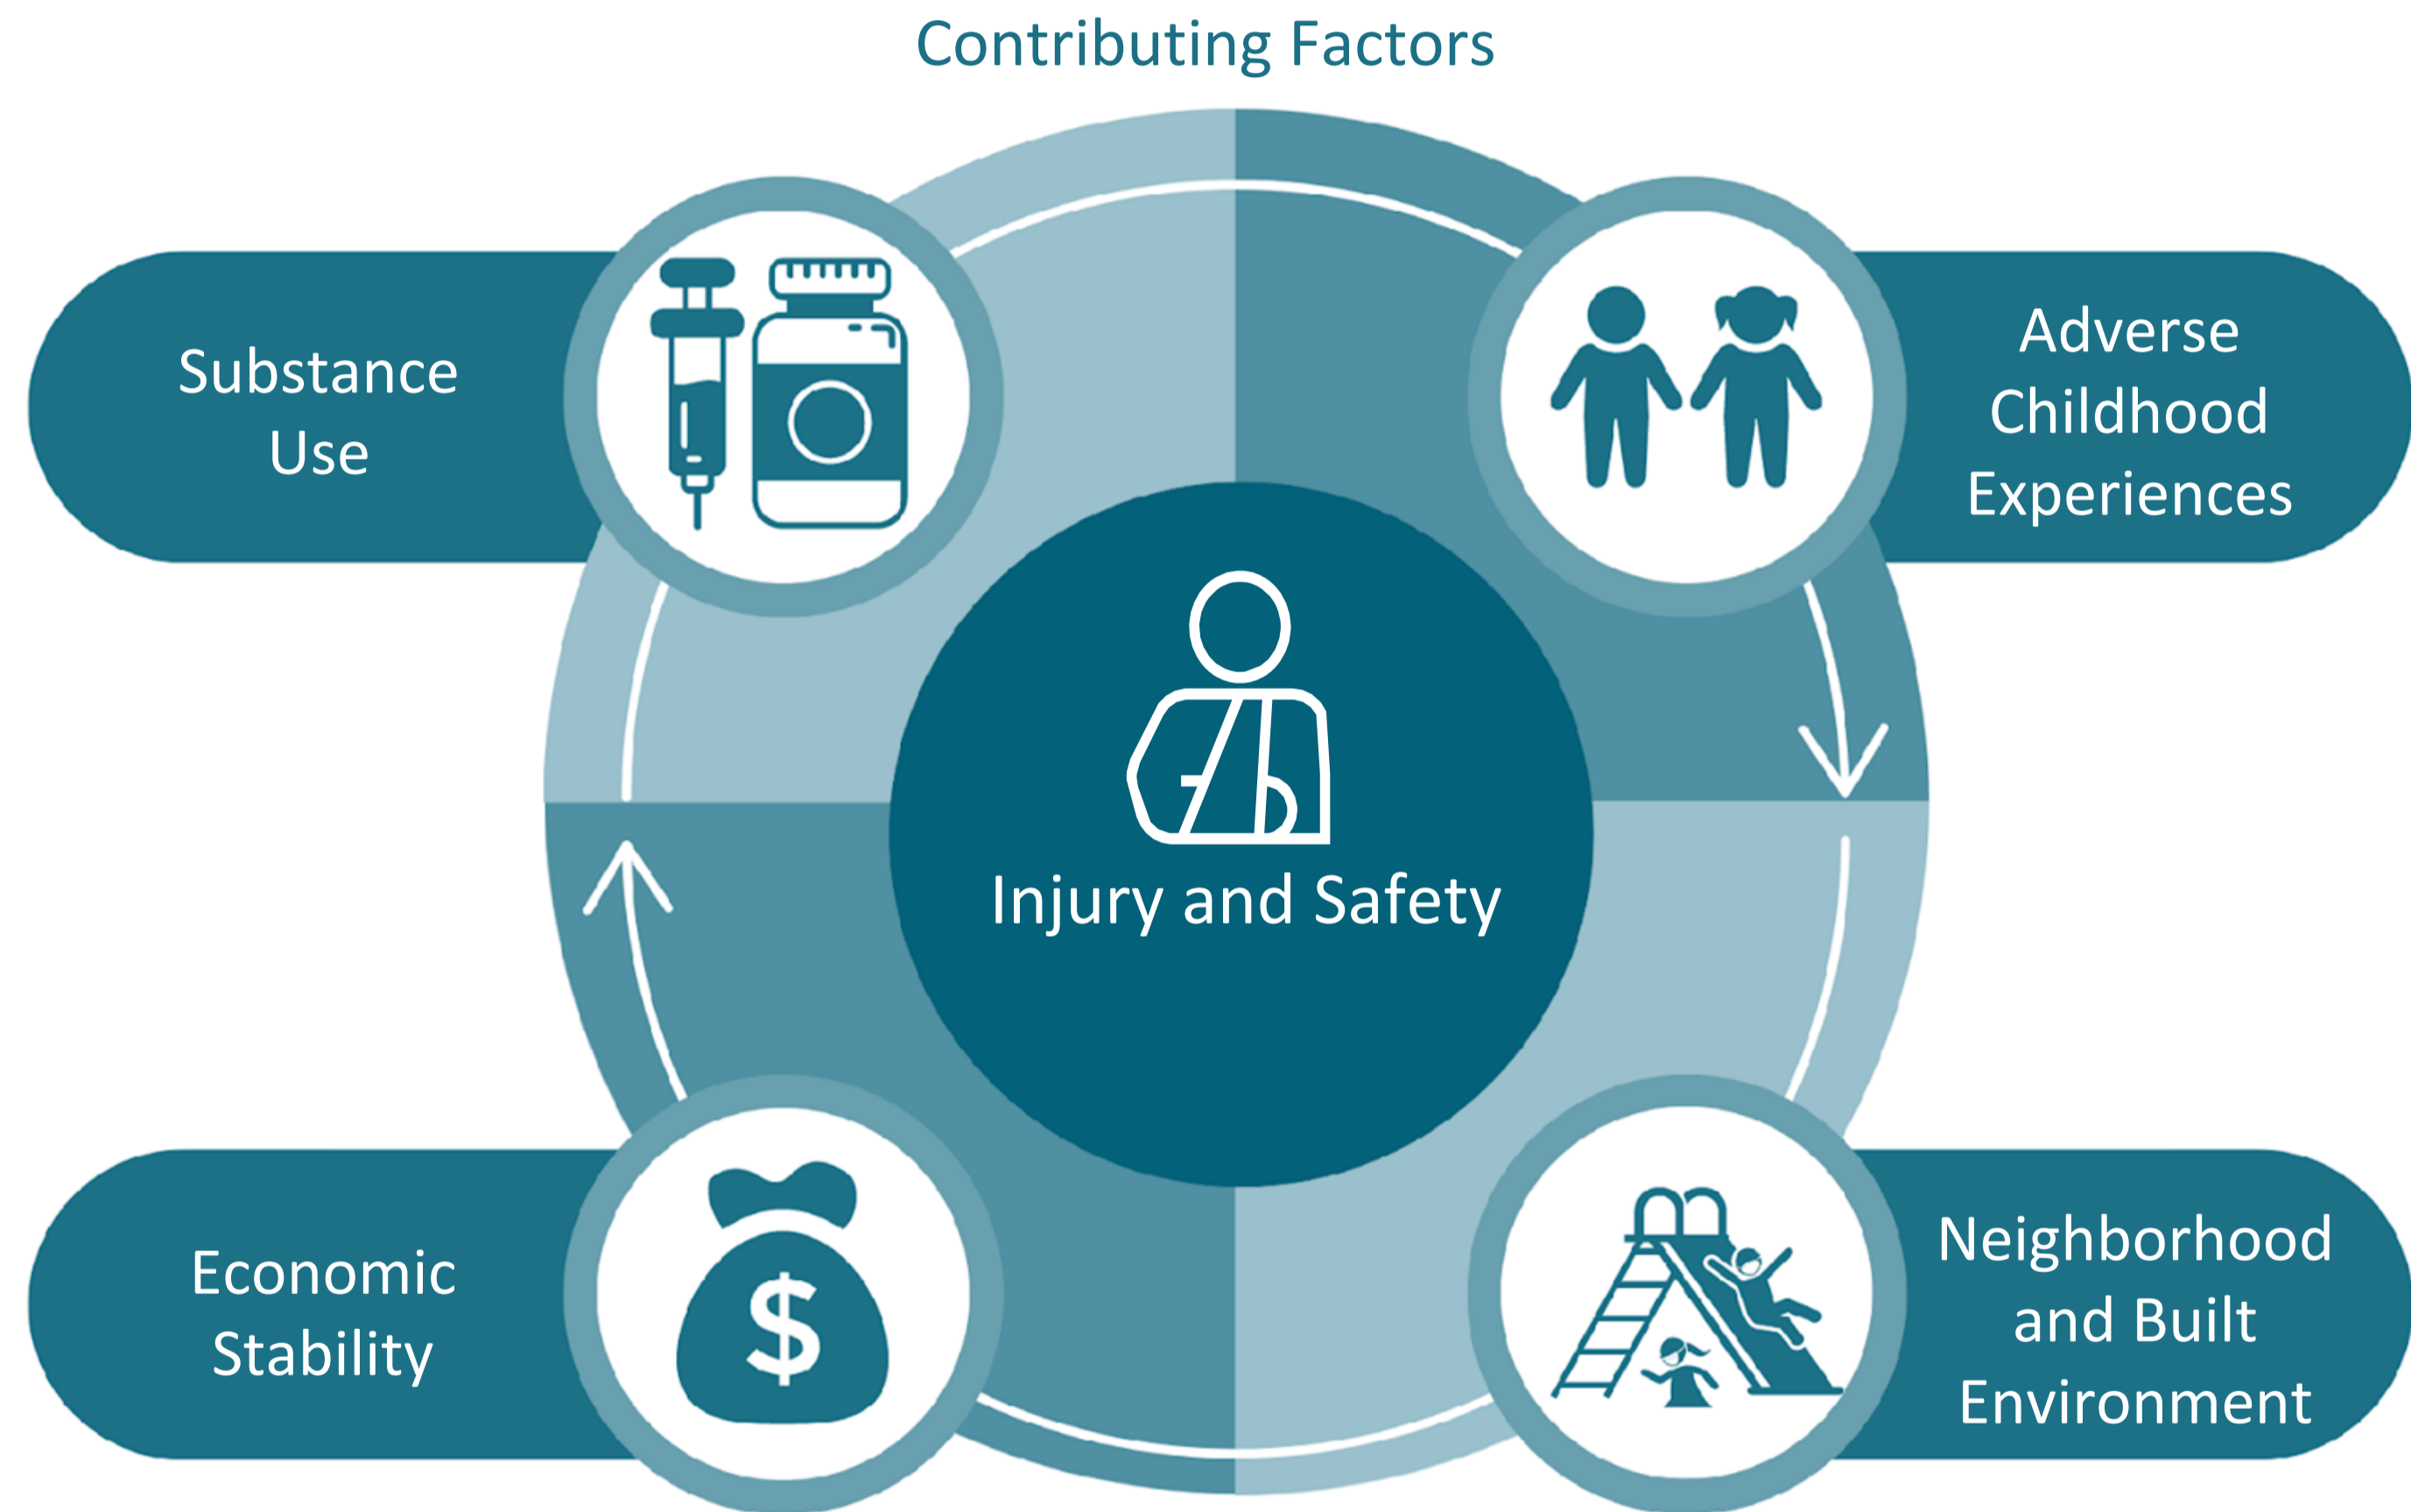 Contributing Factors
Substance
Use
Adverse
Childhood
Experiences
Injury and Safety
Economic
Stability
$
Neighborhood
and Built
Environment